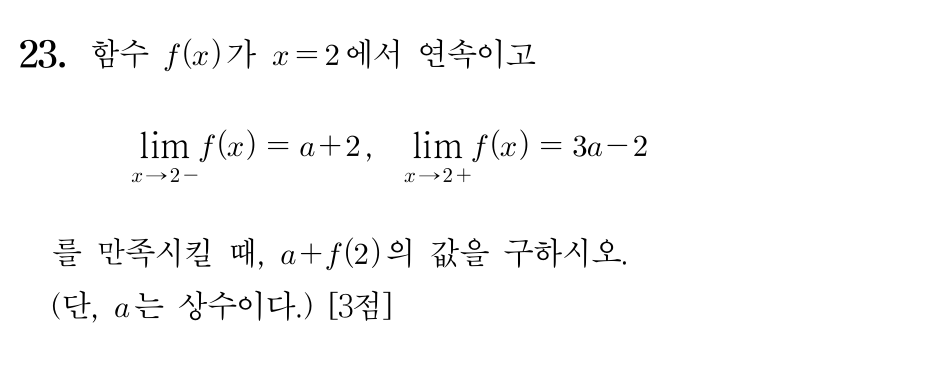 23. 함수 f(x)가 x=2에서 연속이고
lim f(x) = a+2, lim f(x) = 3a-2
x→2- x→2+
를 만족시킬 때, a+f(2)의 값을 구하시오.
(단, a는 상수이다.) [3점]